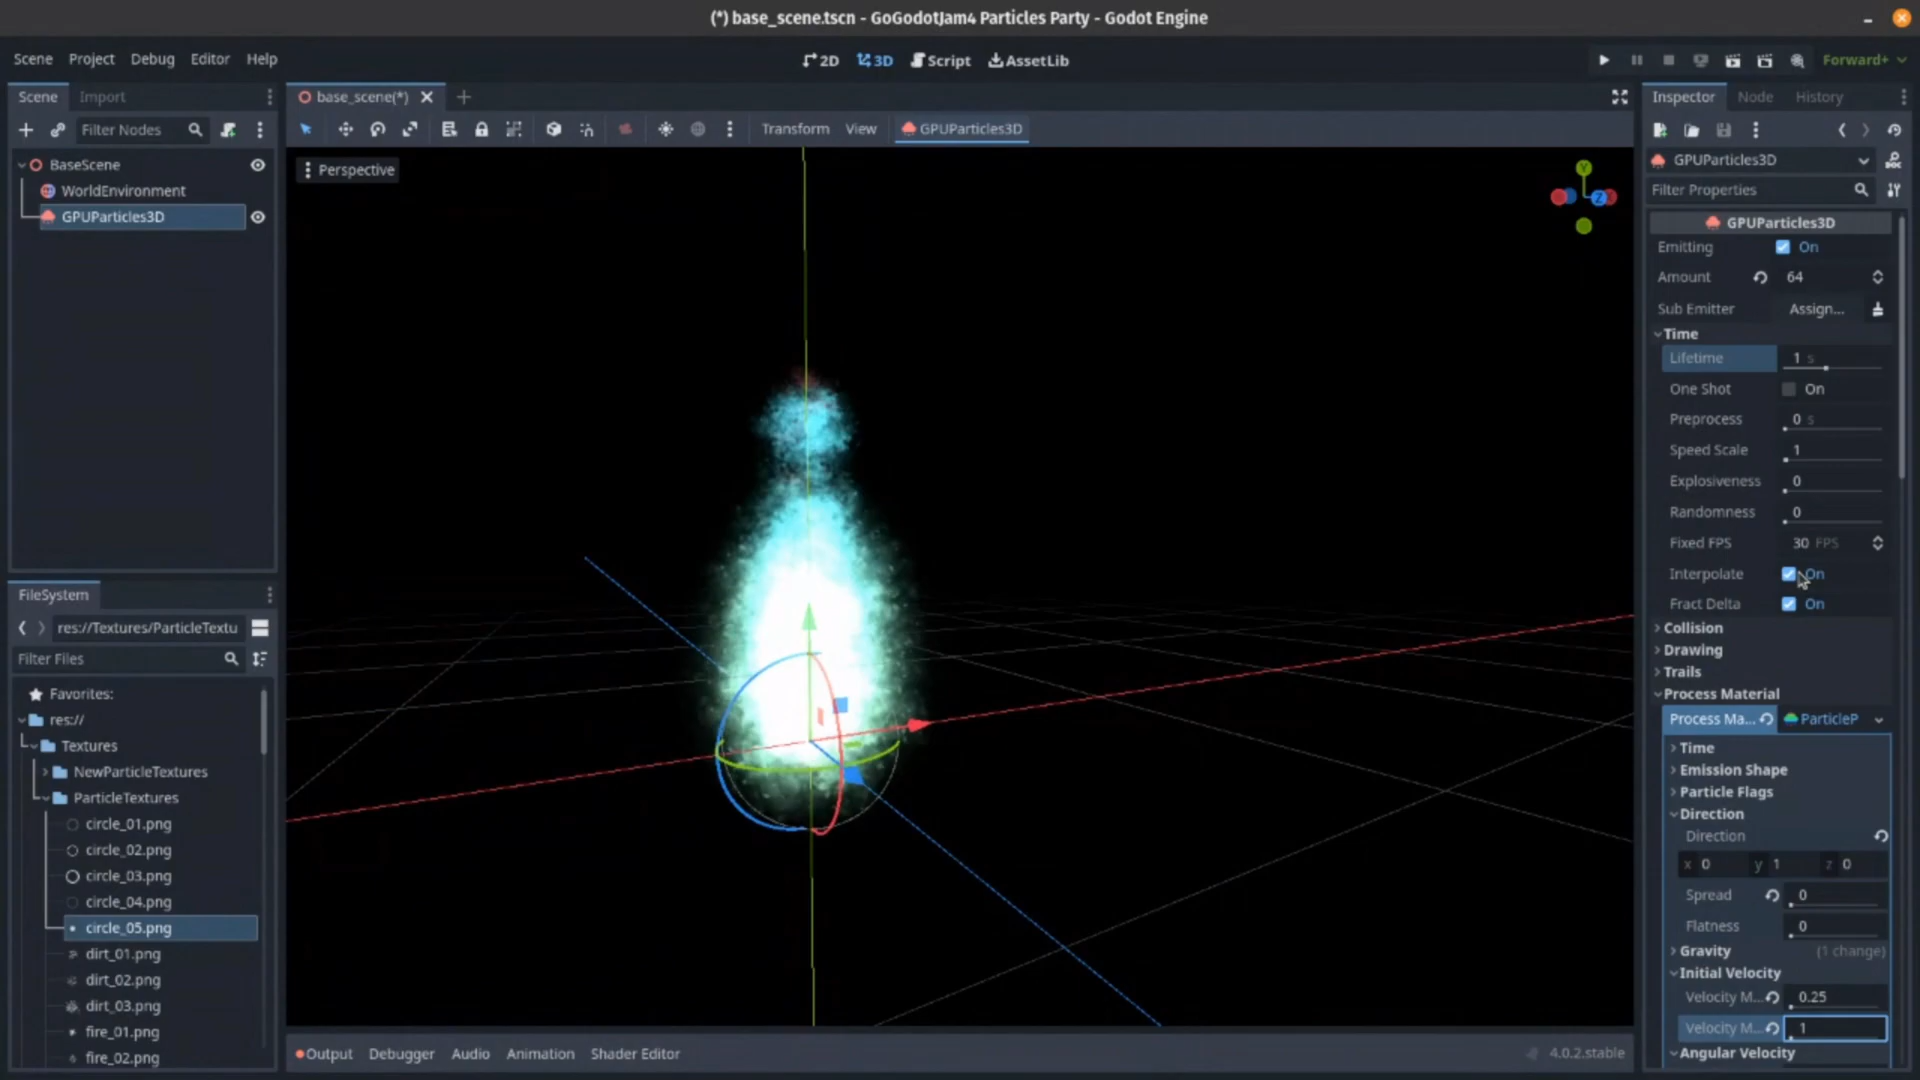 (*) base_scene.tscn - GoGodotJam4 Particles Party - Godot Engine
Scene Project Debug Editor Help
2D 3D Script AssetLib
Forward+
Scene Import
Filter Nodes
BaseScene
WorldEnvironment
GPUParticles3D
FileSystem
res://Textures/ParticleTextu
Filter Files
Favorites:
res://
Textures
NewParticleTextures
ParticleTextures
circle_01.png
circle_02.png
circle_03.png
circle_04.png
circle_05.png
dirt_01.png
dirt_02.png
dirt_03.png
fire_01.png
fire_02.png
base_scene(*)
Transform View GPUParticles3D
Perspective
Y
Z
Output Debugger Audio Animation Shader Editor
4.0.2.stable
Inspector Node History
GPUParticles3D
Filter Properties
GPUParticles3D
Emitting On
Amount 64
Sub Emitter Assign...
Time
Lifetime 1 s
One Shot On
Preprocess 0 s
Speed Scale 1
Explosiveness 0
Randomness 0
Fixed FPS 30 FPS
Interpolate On
Fract Delta On
Collision
Drawing
Trails
Process Material
Process Ma... ParticleP
Time
Emission Shape
Particle Flags
Direction
Direction
x 0 y 1 z 0
Spread 0
Flatness 0
Gravity (1 change)
Initial Velocity
Velocity M... 0.25
Velocity M... 1
Angular Velocity